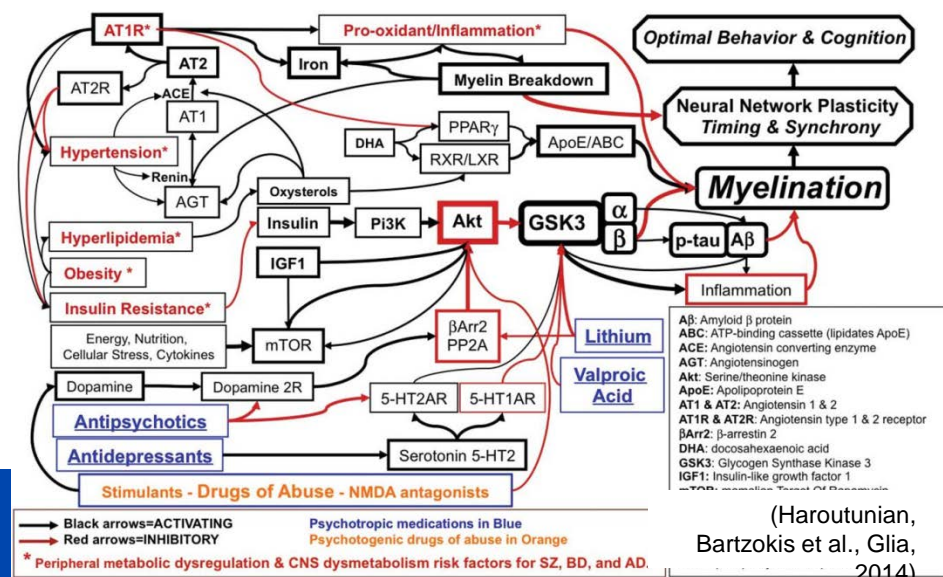 AT1R*
Pro-oxidant/Inflammation*
Optimal Behavior & Cognition
AT2
Iron
Myelin Breakdown
AT2R
ACE
AT1
PPARγ
Neural Network Plasticity
Timing & Synchrony
DHA
ApoE/ABC
Hypertension*
RXR/LXR
Renin
AGT
Oxysterols
Myelination
Insulin
Pi3K
Akt
GSK3
α
β
p-tau
Aβ
Hyperlipidemia*
IGF1
Obesity *
Inflammation
Insulin Resistance*
Energy, Nutrition,
Cellular Stress, Cytokines
mTOR
βArr2
PP2A
Lithium
Dopamine
Dopamine 2R
5-HT2AR
5-HT1AR
Valproic
Acid
Antipsychotics
Antidepressants
Serotonin 5-HT2
Stimulants - Drugs of Abuse - NMDA antagonists
Aβ: Amyloid β protein
ABC: ATP-binding cassette (lipidates ApoE)
ACE: Angiotensin converting enzyme
AGT: Angiotensinogen
Akt: Serine/theonine kinase
ApoE: Apolipoprotein E
AT1 & AT2: Angiotensin 1 & 2
AT1R & AT2R: Angiotensin type 1 & 2 receptor
βArr2: β-arrestin 2
DHA: docosahexaenoic acid
GSK3: Glycogen Synthase Kinase 3
IGF1: Insulin-like growth factor 1
mTOR: mamalian Target Of Rapamycin
Black arrows=ACTIVATING
Psychotropic medications in Blue
Red arrows=INHIBITORY
Psychotogenic drugs of abuse in Orange
* Peripheral metabolic dysregulation & CNS dysmetabolism risk factors for SZ, BD, and AD.
(Haroutunian,
Bartzokis et al., Glia,
2014)